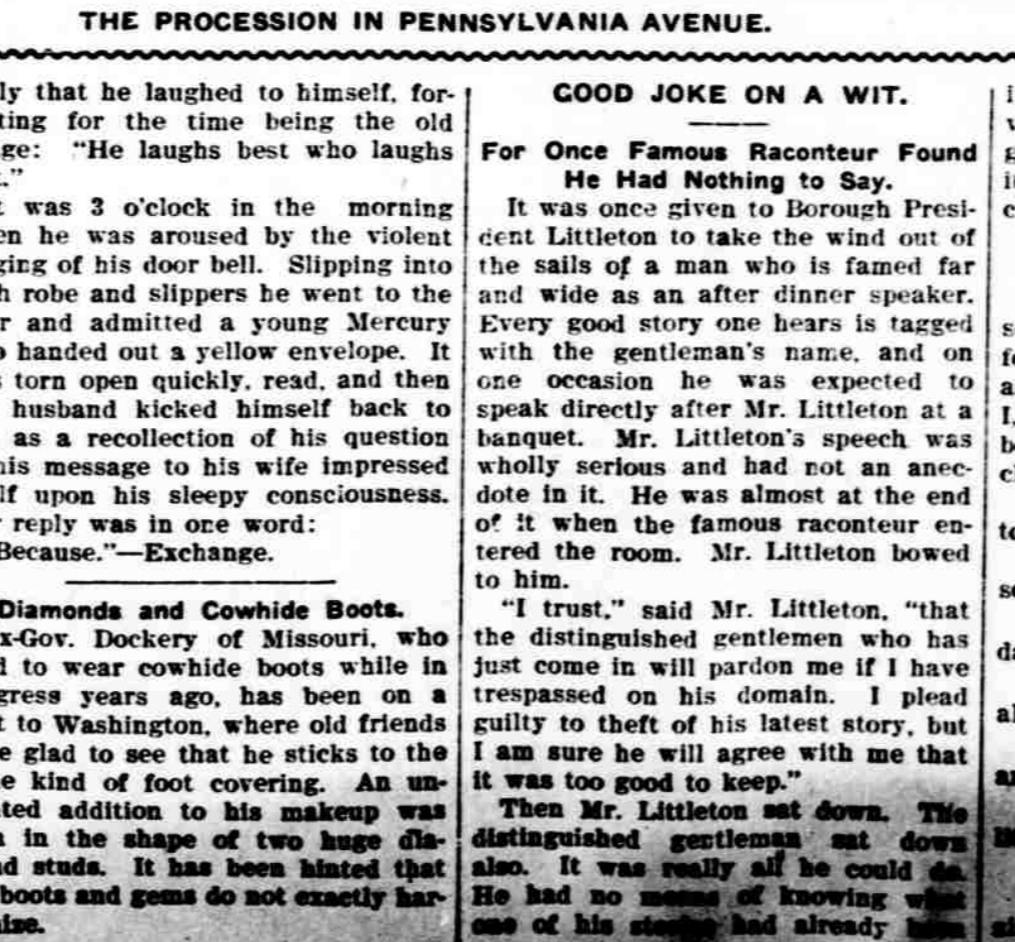 THE PROCESSION IN PENNSYLVANIA AVENUE.
ly that he laughed to himself, for-
ting for the time being the old
ge: "He laughs best who laughs
."
t was 3 o'clock in the morning
en he was aroused by the violent
ging of his door bell. Slipping into
h robe and slippers he went to the
r and admitted a young Mercury
o handed out a yellow envelope. It
s torn open quickly, read, and then
husband kicked himself back to
as a recollection of his question
his message to his wife impressed
lf upon his sleepy consciousness.
r reply was in one word:
Because."—Exchange.
Diamonds and Cowhide Boots.
x-Gov. Dockery of Missouri, who
d to wear cowhide boots while in
gress years ago, has been on a
t to Washington, where old friends
e glad to see that he sticks to the
e kind of foot covering. An un-
ted addition to his makeup was
n in the shape of two huge dia-
nd studs. It has been hinted that
boots and gems do not exactly har-
nize.
GOOD JOKE ON A WIT.
For Once Famous Raconteur Found
He Had Nothing to Say.
It was once given to Borough Presi-
dent Littleton to take the wind out of
the sails of a man who is famed far
and wide as an after dinner speaker.
Every good story one hears is tagged
with the gentleman's name, and on
one occasion he was expected to
speak directly after Mr. Littleton at a
banquet. Mr. Littleton's speech was
wholly serious and had not an anec-
dote in it. He was almost at the end
of it when the famous raconteur en-
tered the room. Mr. Littleton bowed
to him.
"I trust," said Mr. Littleton, "that
the distinguished gentlemen who has
just come in will pardon me if I have
trespassed on his domain. I plead
guilty to theft of his latest story, but
I am sure he will agree with me that
it was too good to keep."
Then Mr. Littleton sat down. The
distinguished gentleman sat down
also. It was really all he could do.
He had no means of knowing what
one of his stories had already been